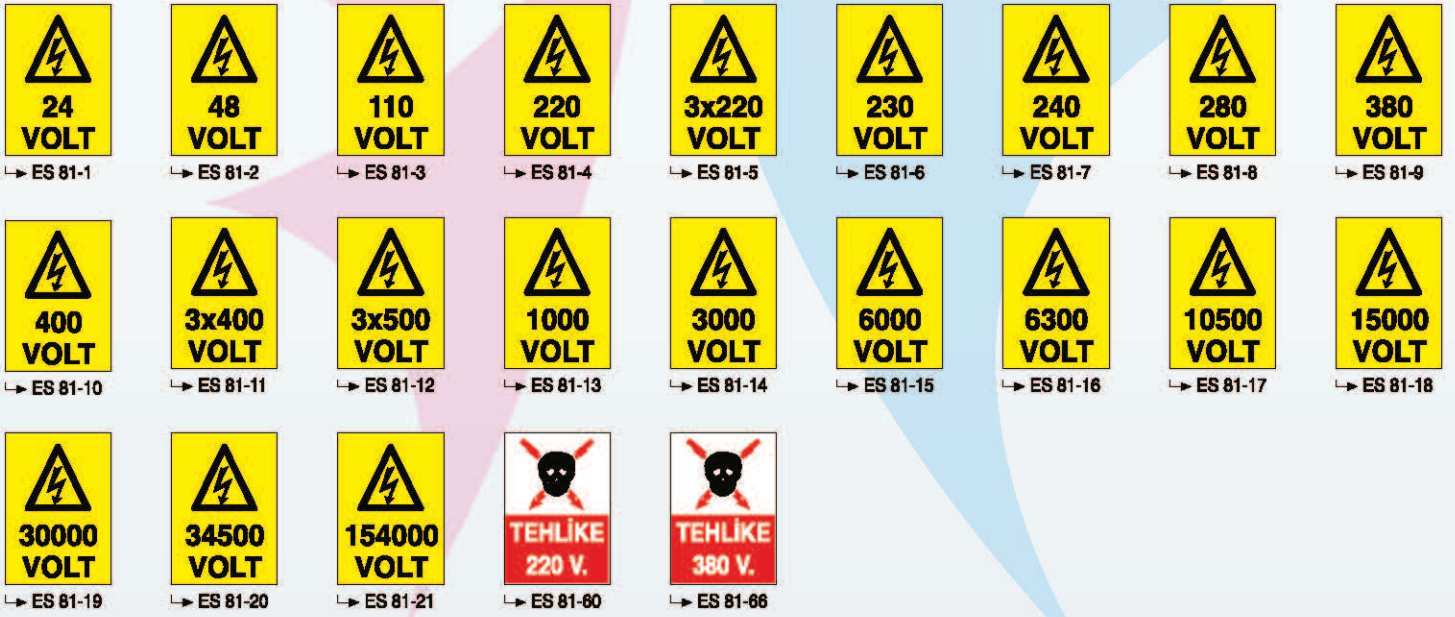 24
VOLT
ES 81-1
48
VOLT
ES 81-2
110
VOLT
ES 81-3
220
VOLT
ES 81-4
3x220
VOLT
ES 81-5
230
VOLT
ES 81-6
240
VOLT
ES 81-7
280
VOLT
ES 81-8
380
VOLT
ES 81-9
400
VOLT
ES 81-10
3x400
VOLT
ES 81-11
3x500
VOLT
ES 81-12
1000
VOLT
ES 81-13
3000
VOLT
ES 81-14
6000
VOLT
ES 81-15
6300
VOLT
ES 81-16
10500
VOLT
ES 81-17
15000
VOLT
ES 81-18
30000
VOLT
ES 81-19
34500
VOLT
ES 81-20
154000
VOLT
ES 81-21
TEHLİKE
220 V.
ES 81-60
TEHLİKE
380 V.
ES 81-66